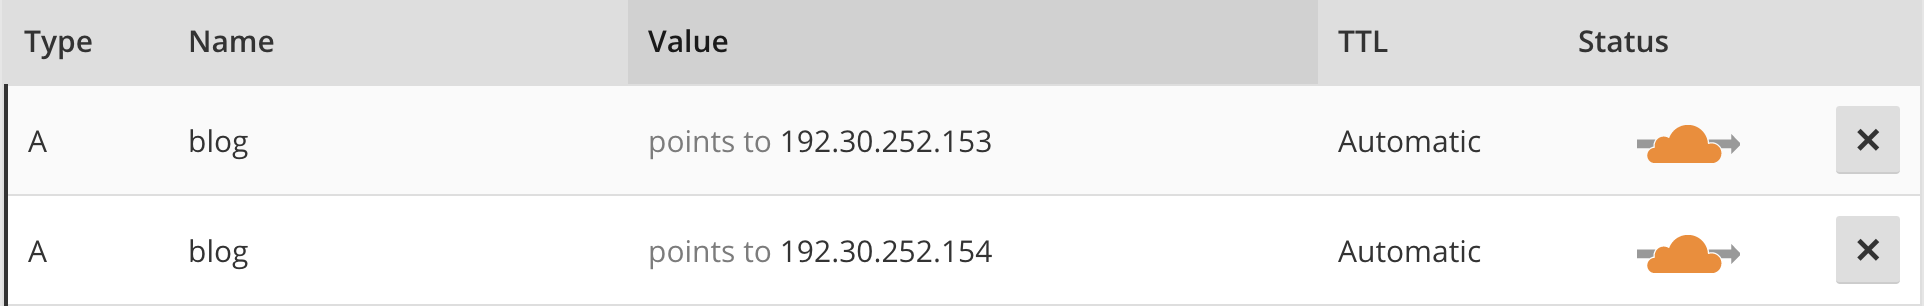 Type Name Value TTL Status
A blog points to 192.30.252.153 Automatic
A blog points to 192.30.252.154 Automatic